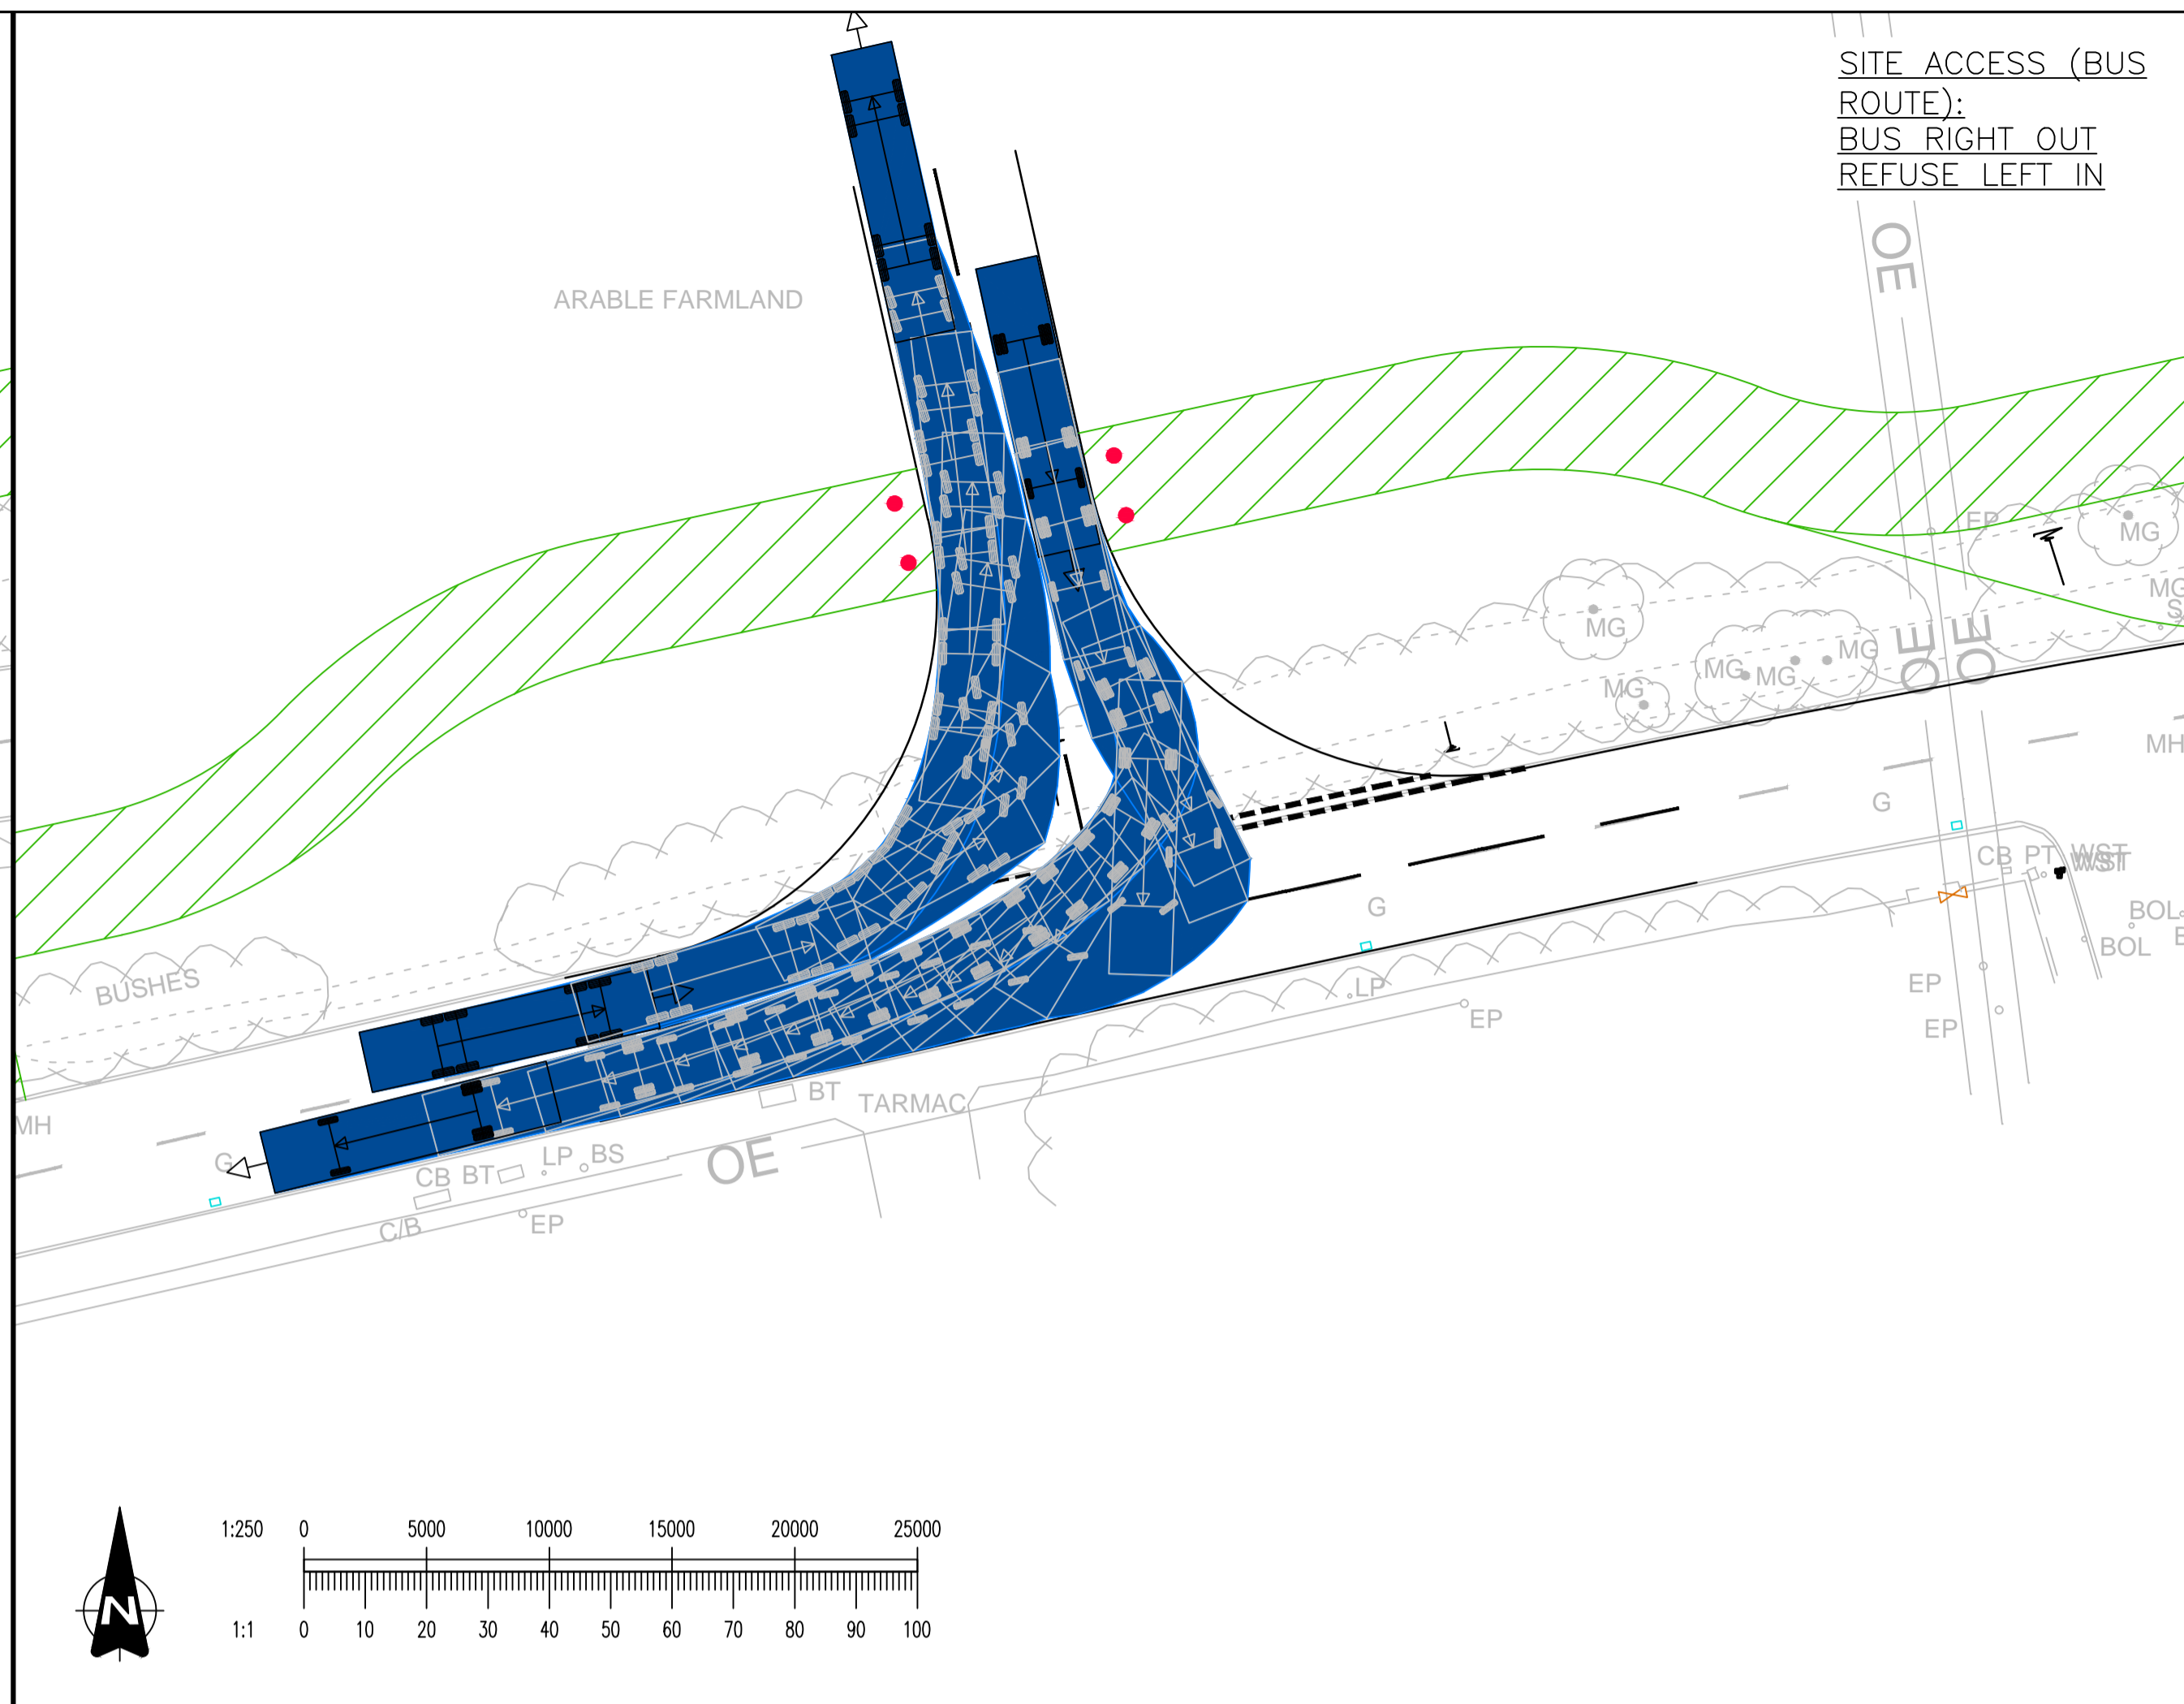 SITE ACCESS (BUS
ROUTE):
BUS RIGHT OUT
REFUSE LEFT IN
OE
ARABLE FARMLAND
EP
MG
MG
MG
MG
MG
MG
MG
MG
OE
OE
MH
G
CB PT WST
WST
BOL
BOL
G
EP
EP
LP
EP
BUSHES
MH
BT
TARMAC
G
LP BS
CB BT
OE
C/B
EP
1:250 0 5000 10000 15000 20000 25000
N
1:1 0 10 20 30 40 50 60 70 80 90 100